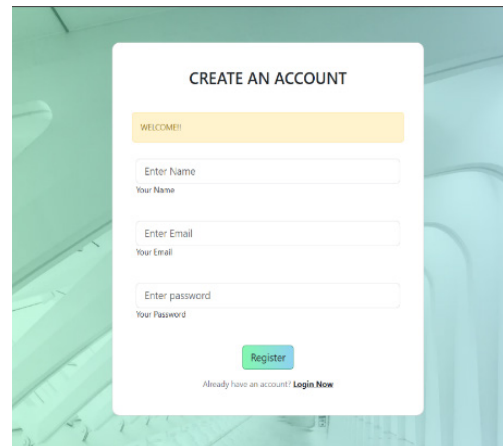 CREATE AN ACCOUNT
WELCOME!!
Enter Name
Your Name
Enter Email
Your Email
Enter password
Your Password
Register
Already have an account? Login Now